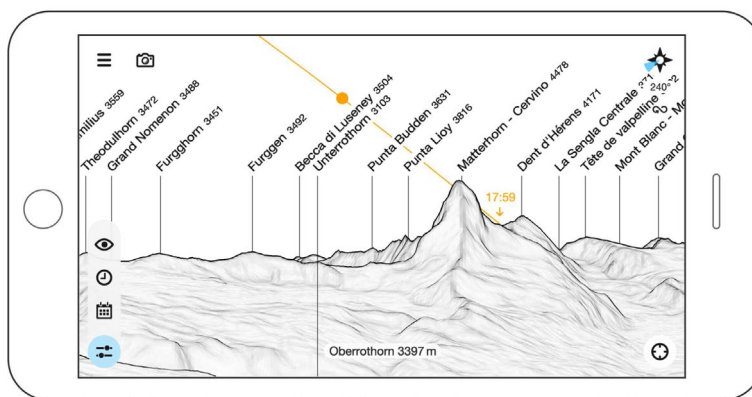 milius 3559
Theodulhorn 3472
Grand Nomenon 3488
Furgghorn 3451
Furggen 3492
Becca di Luseney 3504
Unterrothorn 3103
Punta Budden 3631
Punta Lioy 3816
Matterhorn - Cervino 4478
Dent d'Hérens 4171
La Sengla Centrale
Tête de valpelline
Mont Blanc - Mo
Grand
240°
17:59
Oberrothorn 3397 m